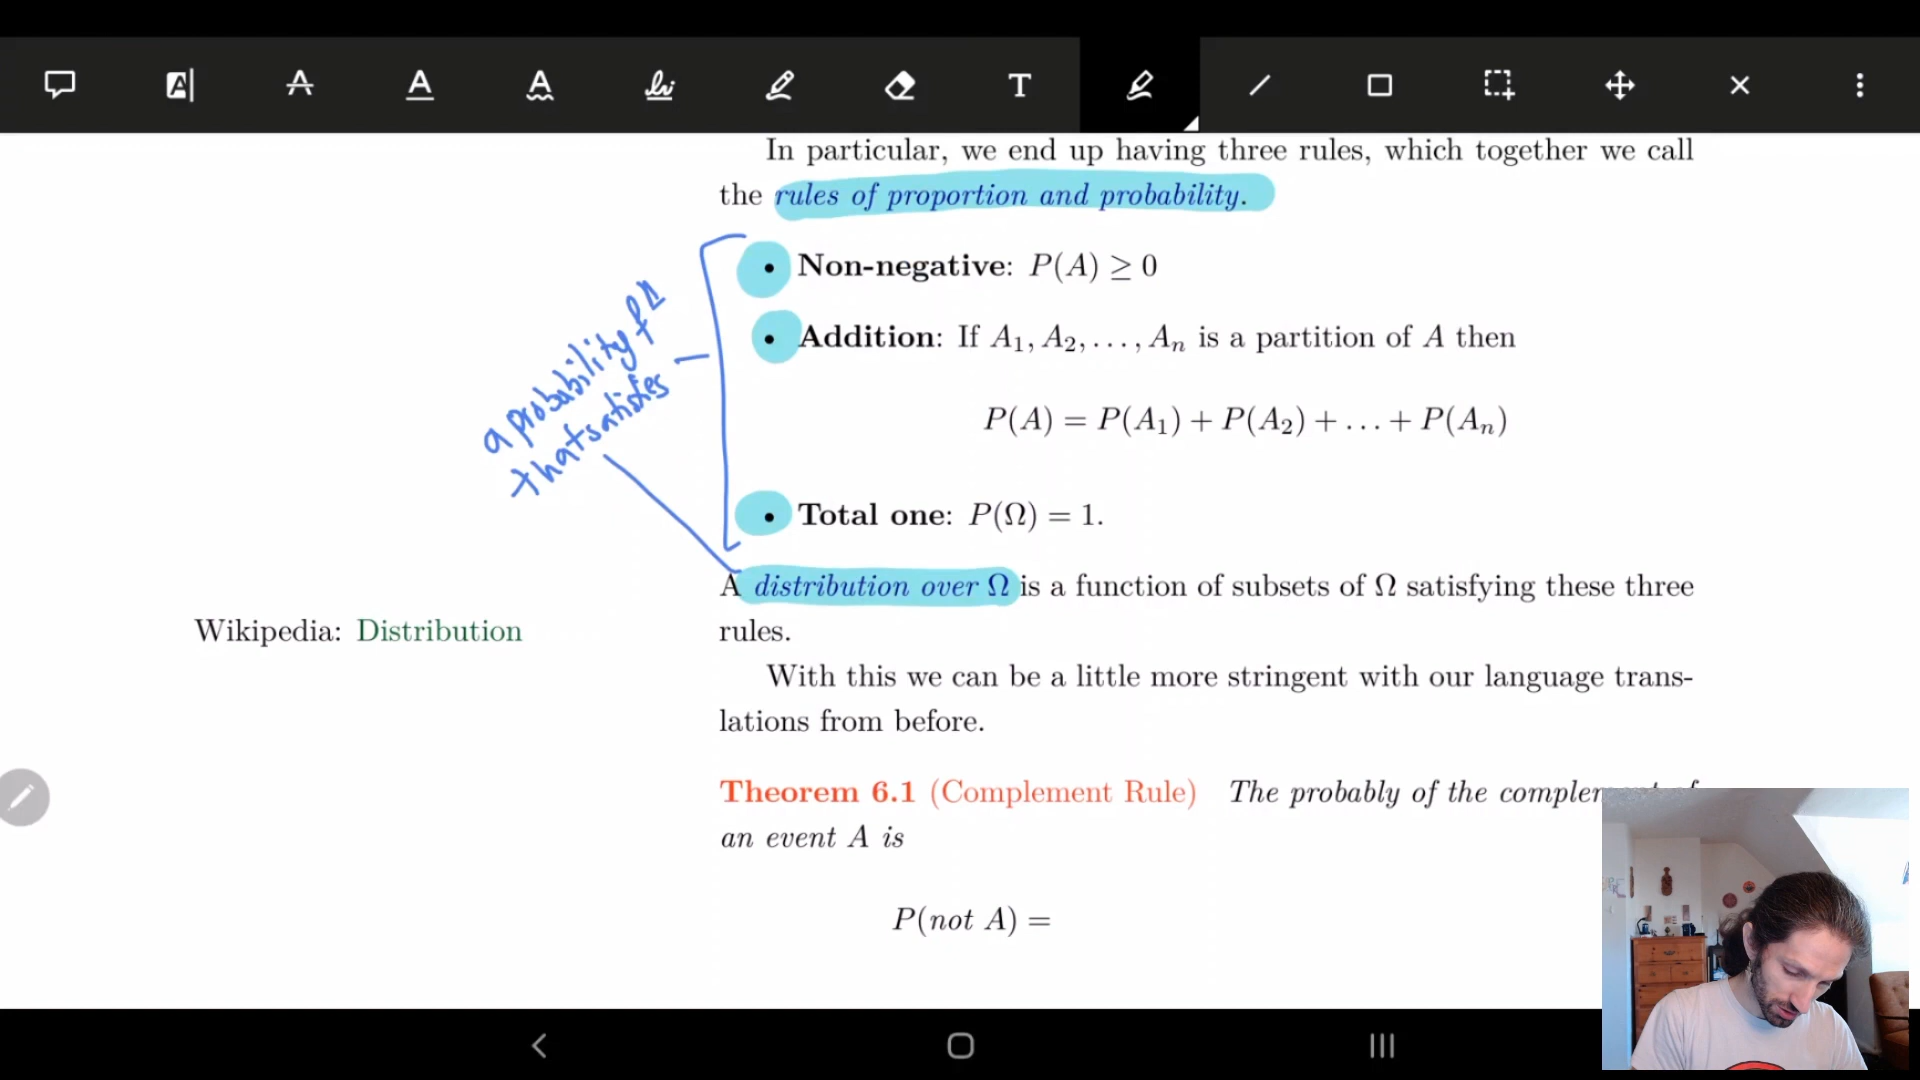 In particular, we end up having three rules, which together we call
the rules of proportion and probability.
• Non-negative: P(A) ≥ 0
• Addition: If A₁, A₂, . . . , Aₙ is a partition of A then
P(A) = P(A₁) + P(A₂) + . . . + P(Aₙ)
• Total one: P(Ω) = 1.
a probability f
that satisfies
A distribution over Ω is a function of subsets of Ω satisfying these three
rules.
Wikipedia: Distribution
With this we can be a little more stringent with our language trans-
lations from before.
Theorem 6.1 (Complement Rule) The probably of the complement of
an event A is
P(not A) =